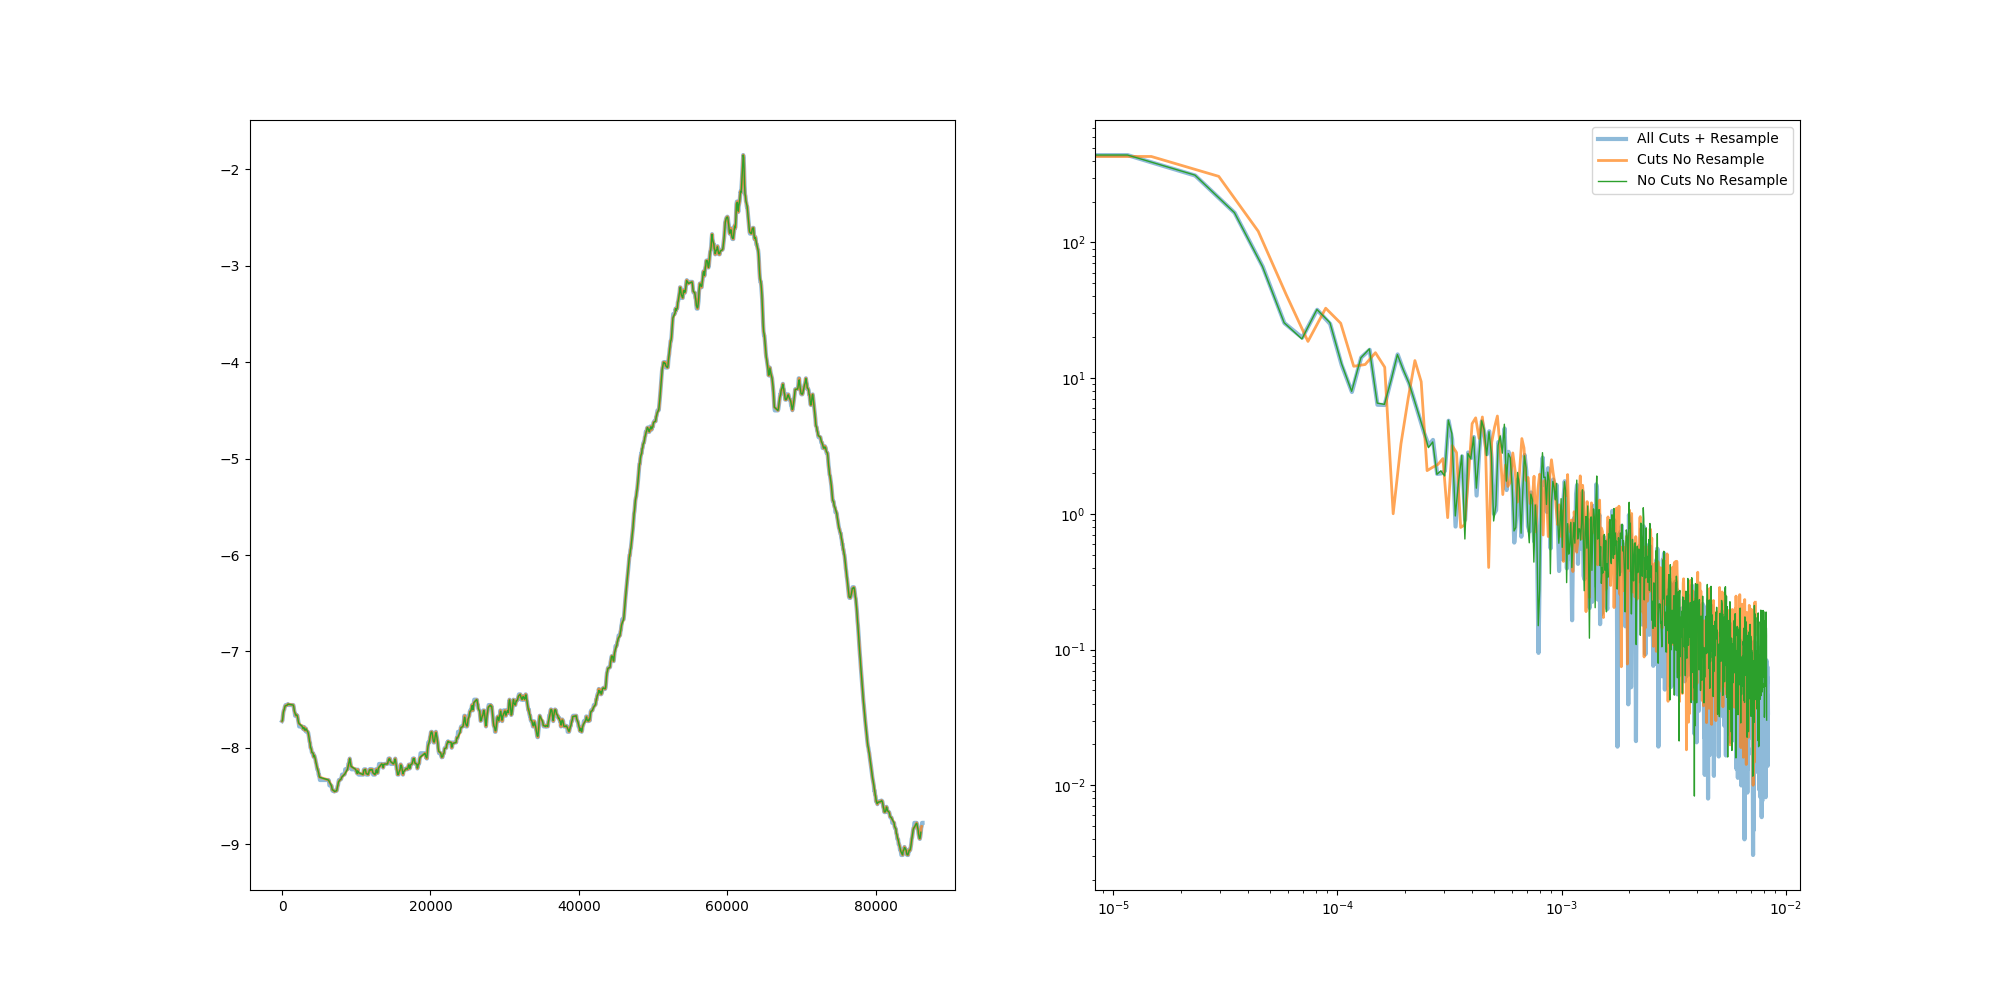 −2
−3
−4
−5
−6
−7
−8
−9
0 20000 40000 60000 80000
10² 
10¹
10⁰
10⁻¹
10⁻²
10⁻⁵ 10⁻⁴ 10⁻³ 10⁻²
All Cuts + Resample
Cuts No Resample
No Cuts No Resample